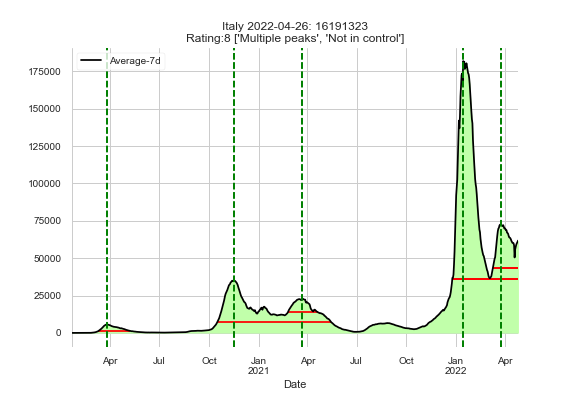 Italy 2022-04-26: 16191323
Rating:8 ['Multiple peaks', 'Not in control']
Average-7d
175000
150000
125000
100000
75000
50000
25000
0
Apr Jul Oct Jan Apr Jul Oct Jan Apr
2021 2022
Date